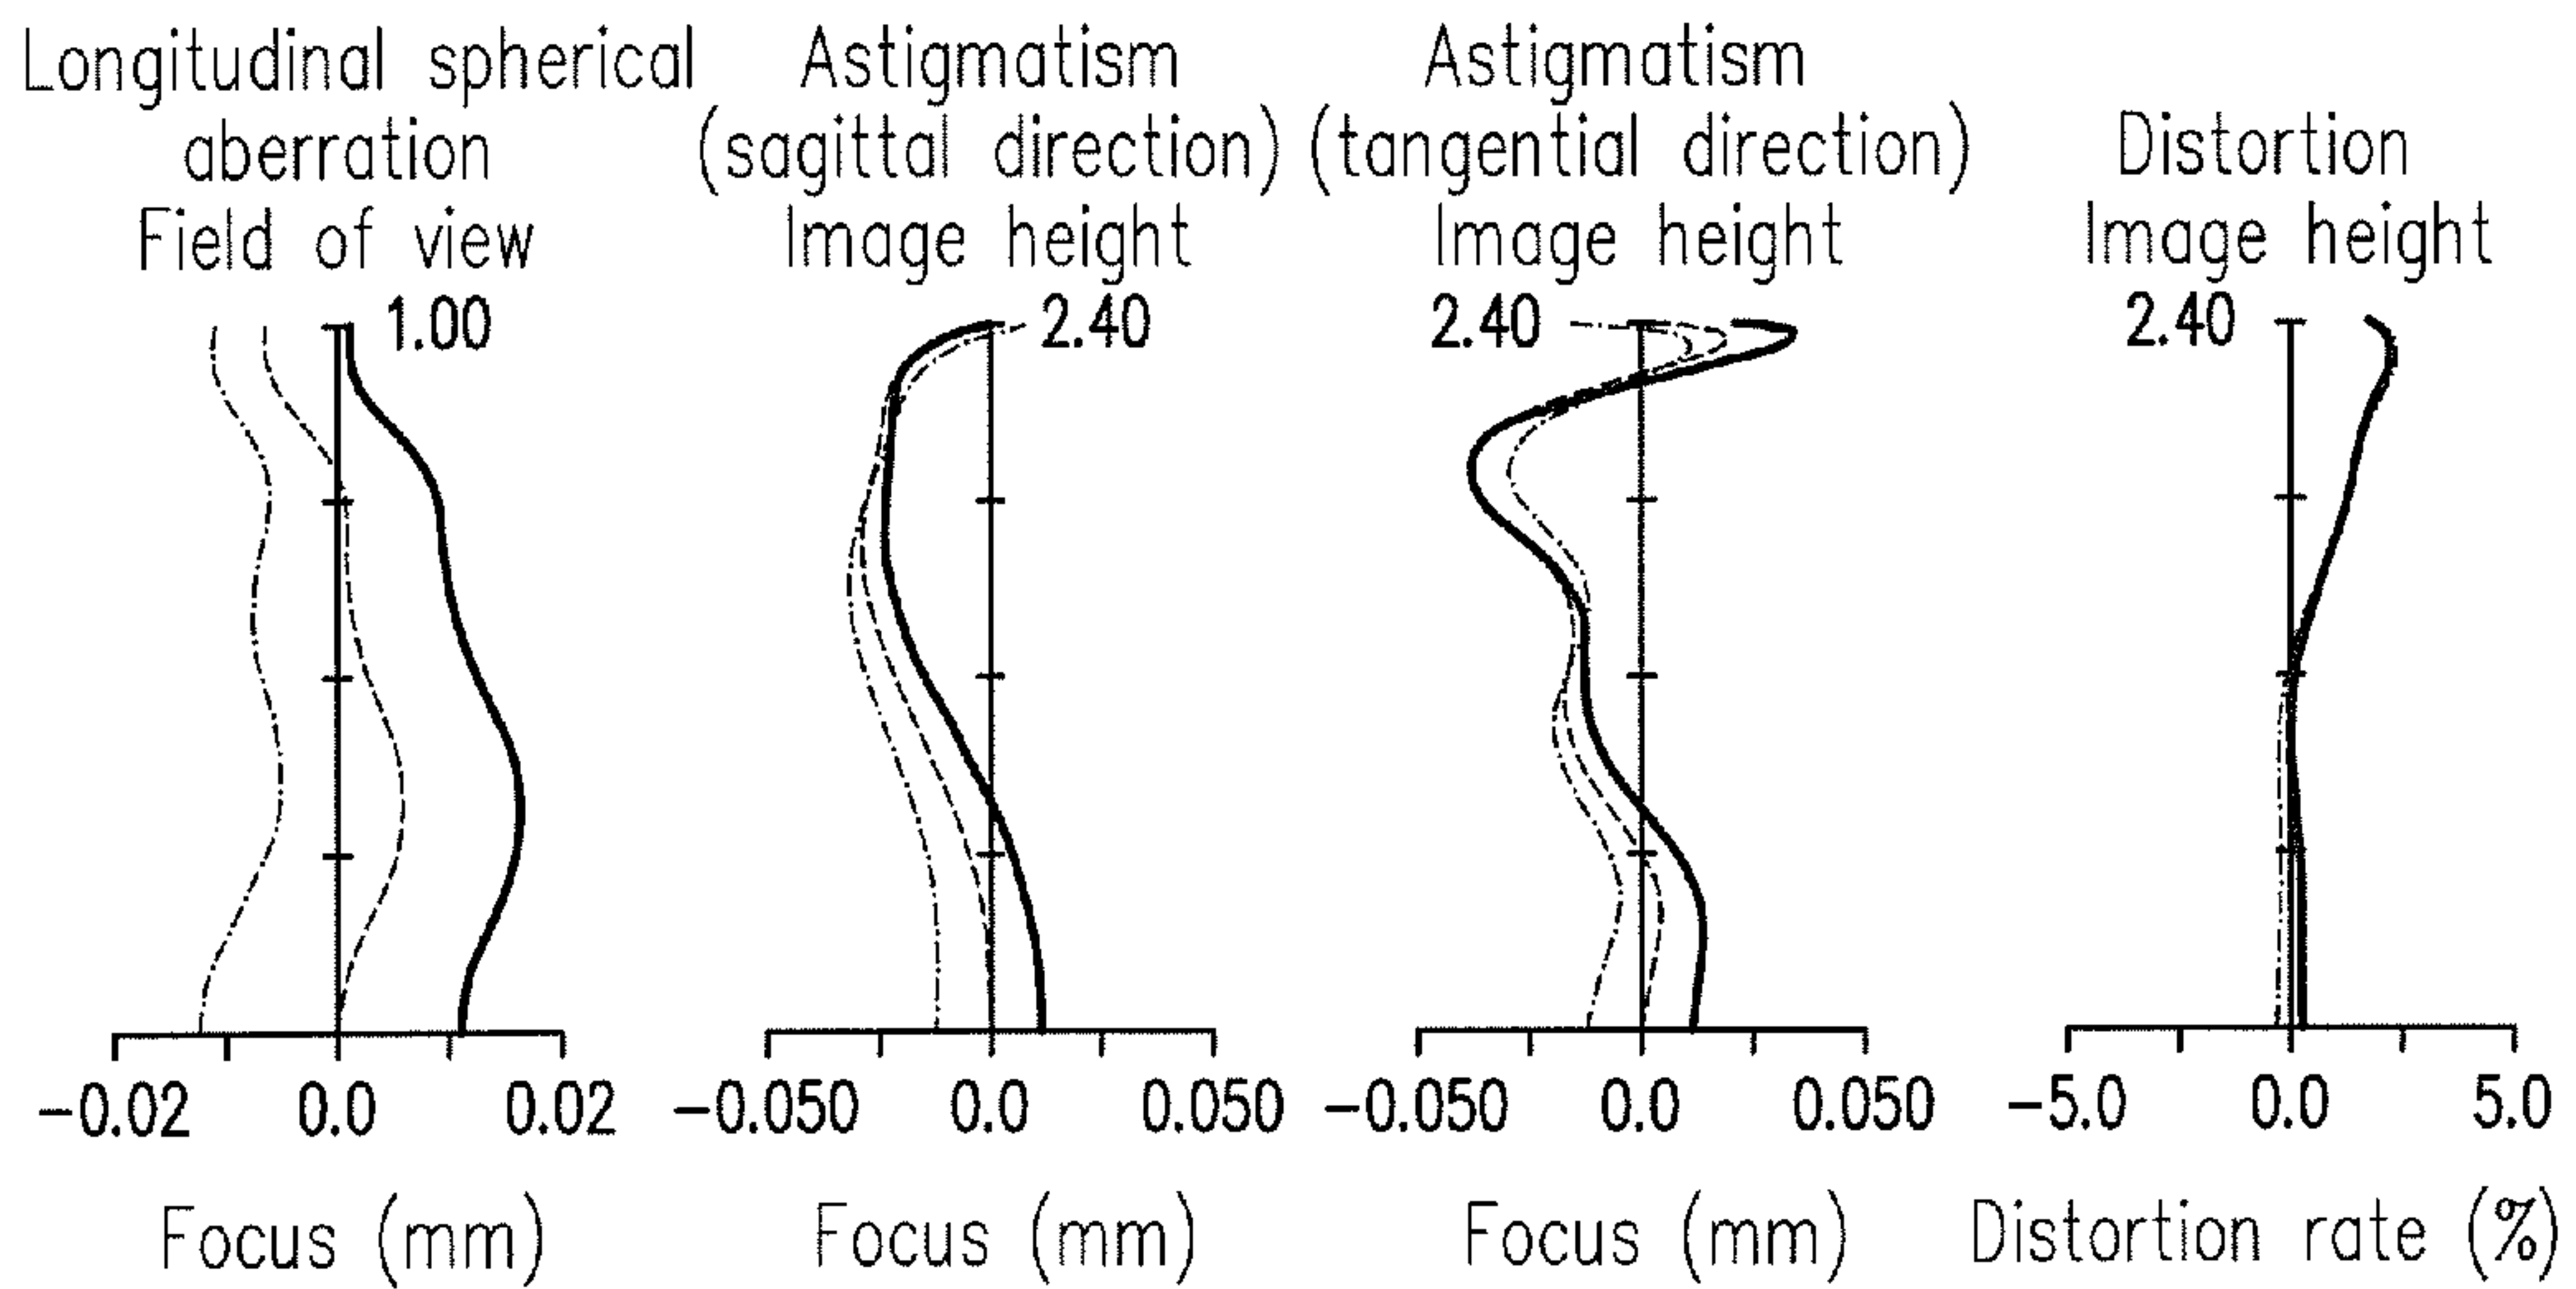 Longitudinal spherical
aberration
Field of view
1.00
-0.02 0.0 0.02
Focus (mm)
Astigmatism
(sagittal direction)
Image height
2.40
-0.050 0.0 0.050
Focus (mm)
Astigmatism
(tangential direction)
Image height
2.40
-0.050 0.0 0.050
Focus (mm)
Distortion
Image height
2.40
-5.0 0.0 5.0
Distortion rate (%)